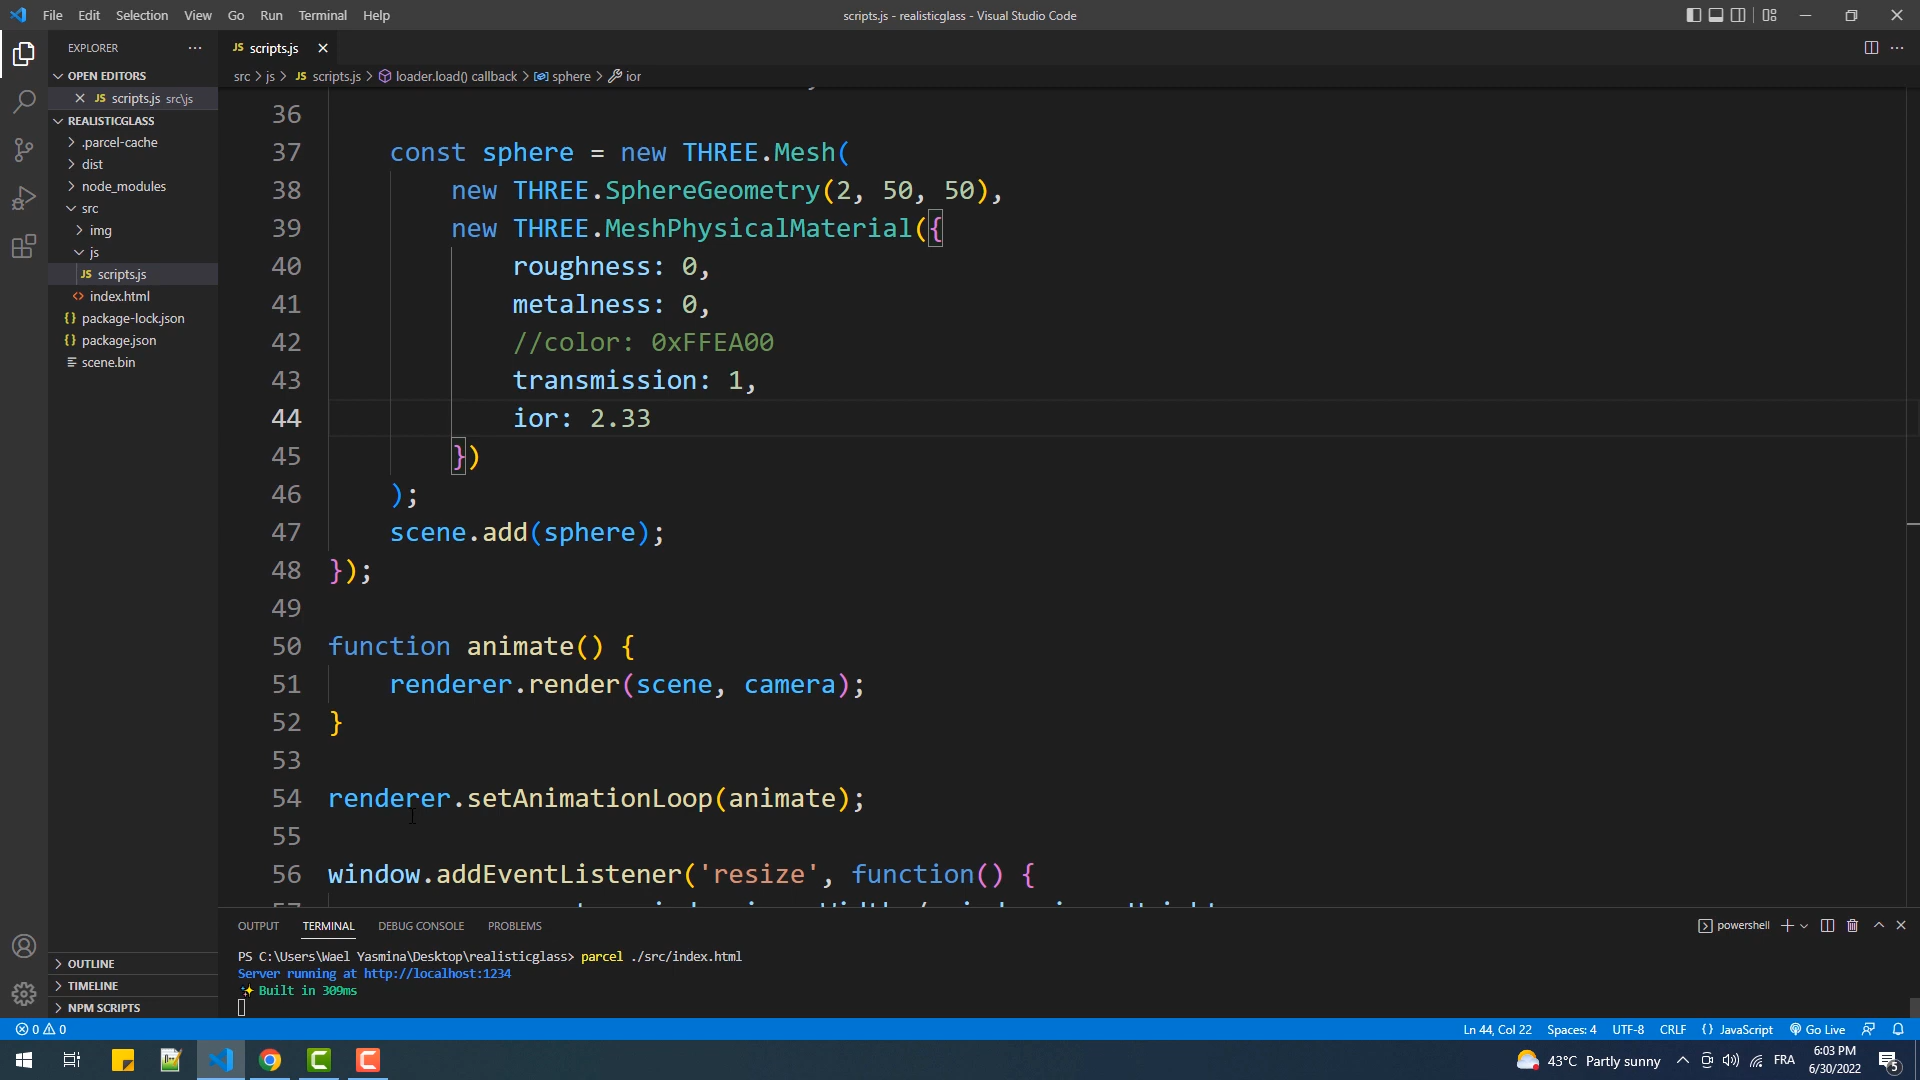 File Edit Selection View Go Run Terminal Help
scripts.js - realisticglass - Visual Studio Code
EXPLORER
OPEN EDITORS
JS scripts.js src\js
REALISTICGLASS
.parcel-cache
dist
node_modules
src
img
js
JS scripts.js
index.html
package-lock.json
package.json
scene.bin
OUTLINE
TIMELINE
NPM SCRIPTS
JS scripts.js
src > js > JS scripts.js > loader.load() callback > sphere > ior
36
37 const sphere = new THREE.Mesh(
38 new THREE.SphereGeometry(2, 50, 50),
39 new THREE.MeshPhysicalMaterial({
40 roughness: 0,
41 metalness: 0,
42 //color: 0xFFEA00
43 transmission: 1,
44 ior: 2.33
45 })
46 );
47 scene.add(sphere);
48 });
49
50 function animate() {
51 renderer.render(scene, camera);
52 }
53
54 renderer.setAnimationLoop(animate);
55
56 window.addEventListener('resize', function() {
OUTPUT TERMINAL DEBUG CONSOLE PROBLEMS
powershell
PS C:\Users\Wael Yasmina\Desktop\realisticglass> parcel ./src/index.html
Server running at http://localhost:1234
✨ Built in 309ms
0 0
Ln 44, Col 22 Spaces: 4 UTF-8 CRLF { } JavaScript Go Live
43°C Partly sunny
FRA
6:03 PM
6/30/2022
5